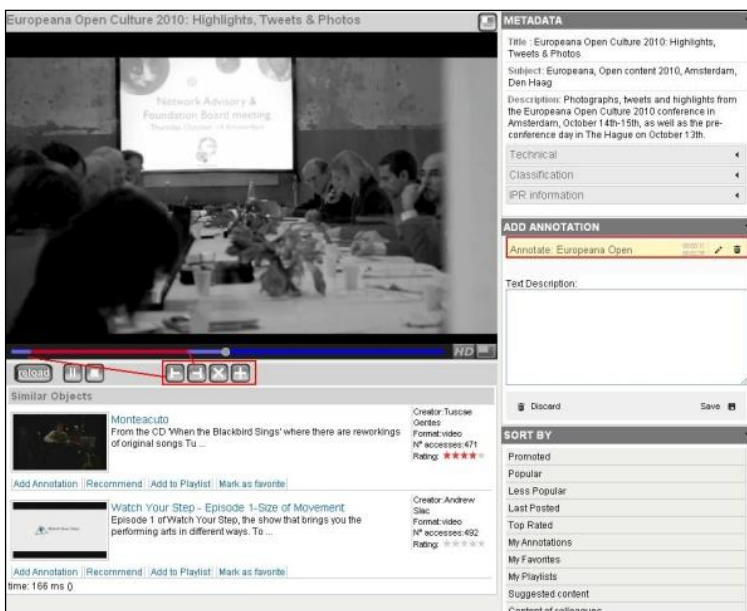 Europeana Open Culture 2010: Highlights, Tweets & Photos
Network Advisory &
Foundation Board meeting
Thursday, October 14 Amsterdam
HD
reload
Similar Objects
Monteacuto
From the CD 'When the Blackbird Sings' where there are reworkings
of original songs Tu ...
Creator:Tuscae
Gentes
Format:video
N° accesses:471
Rating:
Add Annotation Recommend Add to Playlist Mark as favorite
Watch Your Step - Episode 1-Size of Movement
Episode 1 of Watch Your Step, the show that brings you the
performing arts in different ways. To ...
Creator:Andrew
Slac
Format:video
N° accesses:492
Rating:
Add Annotation Recommend Add to Playlist Mark as favorite
time: 166 ms ()
METADATA
Title : Europeana Open Culture 2010: Highlights,
Tweets & Photos
Subject: Europeana, Open content 2010, Amsterdam,
Den Haag
Description: Photographs, tweets and highlights from
the Europeana Open Culture 2010 conference in
Amsterdam, October 14th-15th, as well as the pre-
conference day in The Hague on October 13th.
Technical
Classification
IPR information
ADD ANNOTATION
Annotate: Europeana Open
Text Description:
Discard Save
SORT BY
Promoted
Popular
Less Popular
Last Posted
Top Rated
My Annotations
My Favorites
My Playlists
Suggested content
Content of colleagues